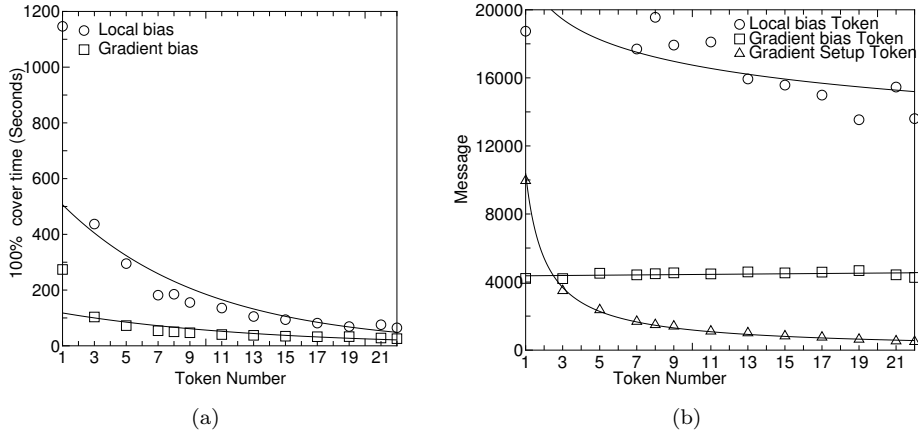 1200
1000
800
600
400
200
0
100% cover time (Seconds)
Local bias
Gradient bias
1 3 5 7 9 11 13 15 17 19 21
Token Number
(a)
20000
16000
12000
8000
4000
0
Message
Local bias Token
Gradient bias Token
Gradient Setup Token
1 3 5 7 9 11 13 15 17 19 21
Token Number
(b)